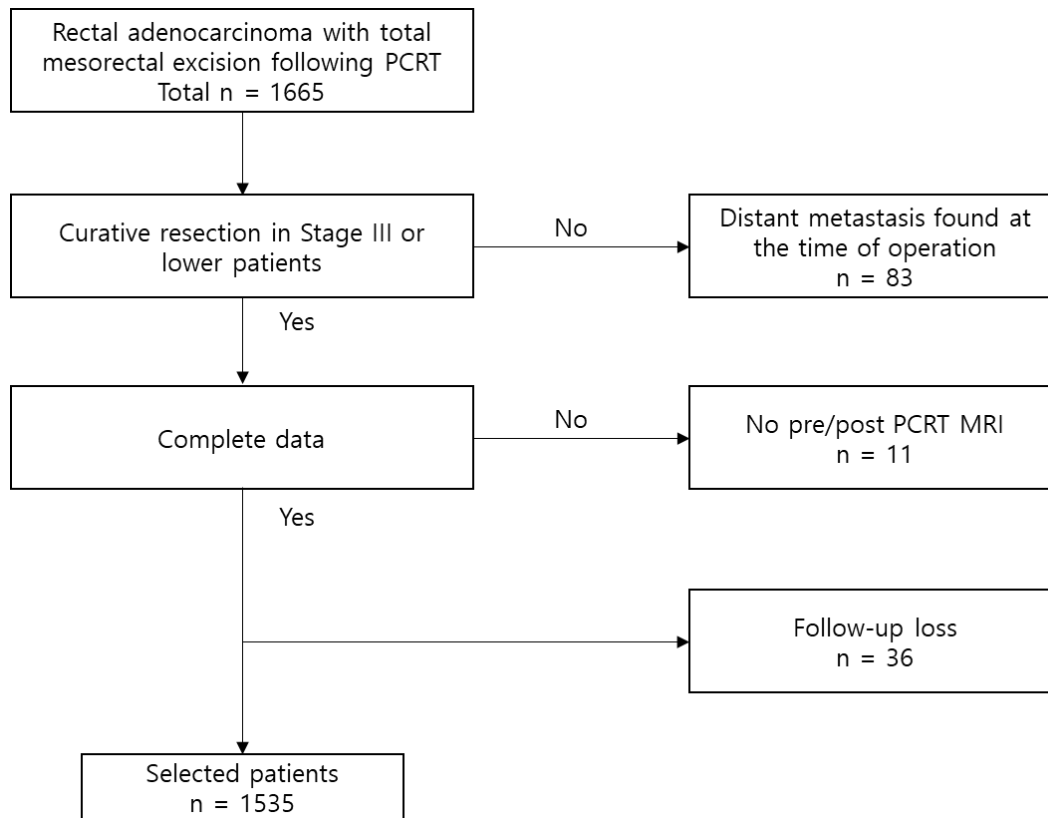 Rectal adenocarcinoma with total
mesorectal excision following PCRT
Total n = 1665
Curative resection in Stage III or
lower patients
No
Distant metastasis found at
the time of operation
n = 83
Yes
Complete data
No
No pre/post PCRT MRI
n = 11
Yes
Follow-up loss
n = 36
Selected patients
n = 1535